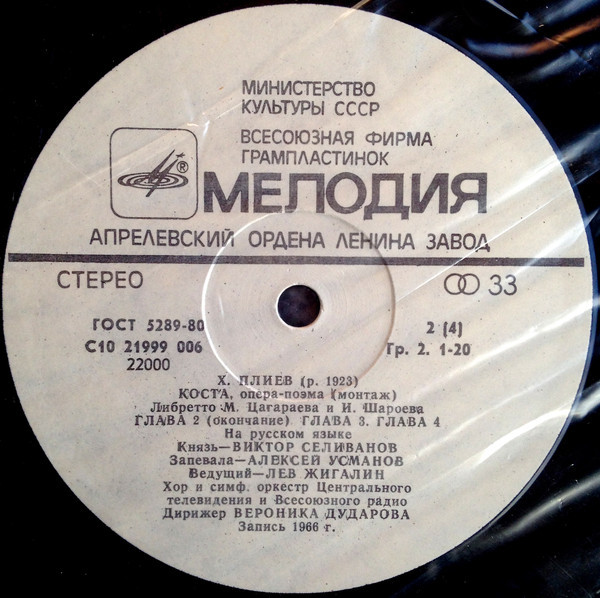 МИНИСТЕРСТВО
КУЛЬТУРЫ СССР
ВСЕСОЮЗНАЯ ФИРМА
ГРАМПЛАСТИНОК
®
МЕЛОДИЯ
АПРЕЛЕВСКИЙ ОРДЕНА ЛЕНИНА ЗАВОД
СТЕРЕО 33
ГОСТ 5289-80 2 (4)
С10 21999 006 Гр. 2. 1-20
22000
Х. ПЛИЕВ (р. 1923)
КОСТА, опера-поэма (монтаж)
Либретто М. Цагараева и И. Шароева
ГЛАВА 2 (окончание) ГЛАВА 3. ГЛАВА 4
На русском языке
Князь—ВИКТОР СЕЛИВАНОВ
Запевала—АЛЕКСЕЙ УСМАНОВ
Ведущий—ЛЕВ ЖИГАЛИН
Хор и симф. оркестр Центрального
телевидения и Всесоюзного радио
Дирижер ВЕРОНИКА ДУДАРОВА
Запись 1966 г.